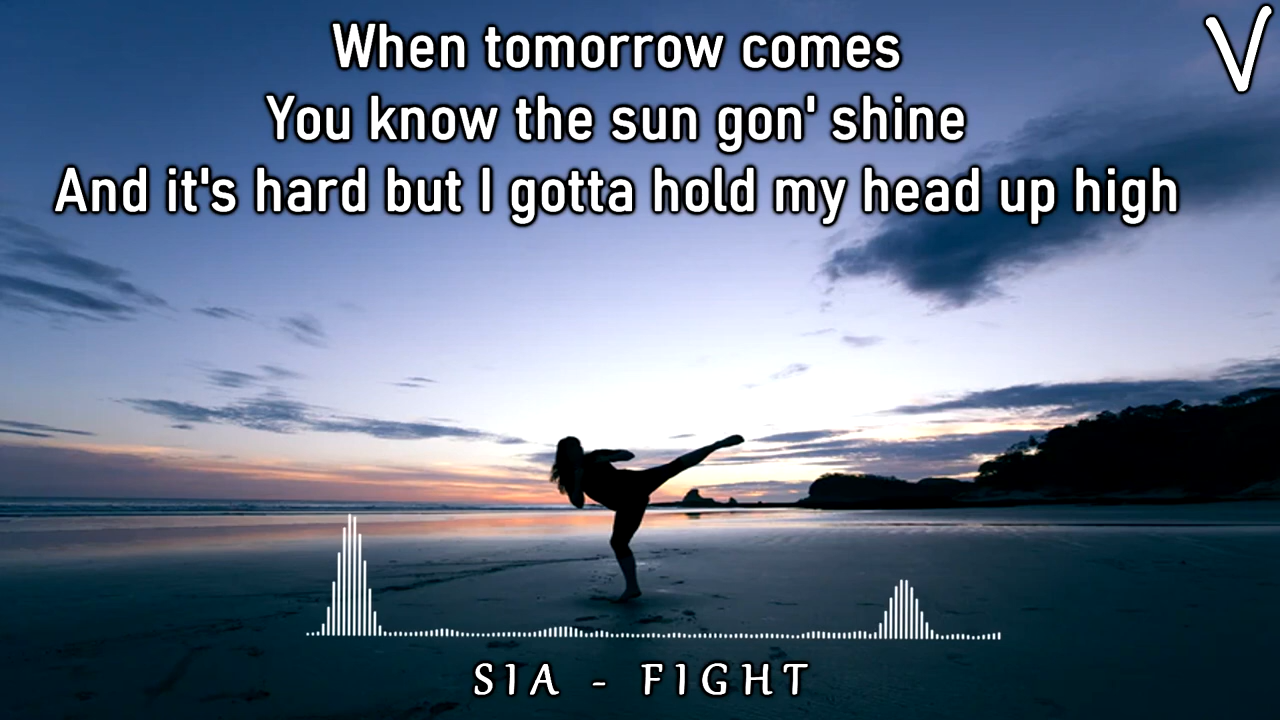 When tomorrow comes
V
You know the sun gon' shine
And it's hard but I gotta hold my head up high
SIA - FIGHT